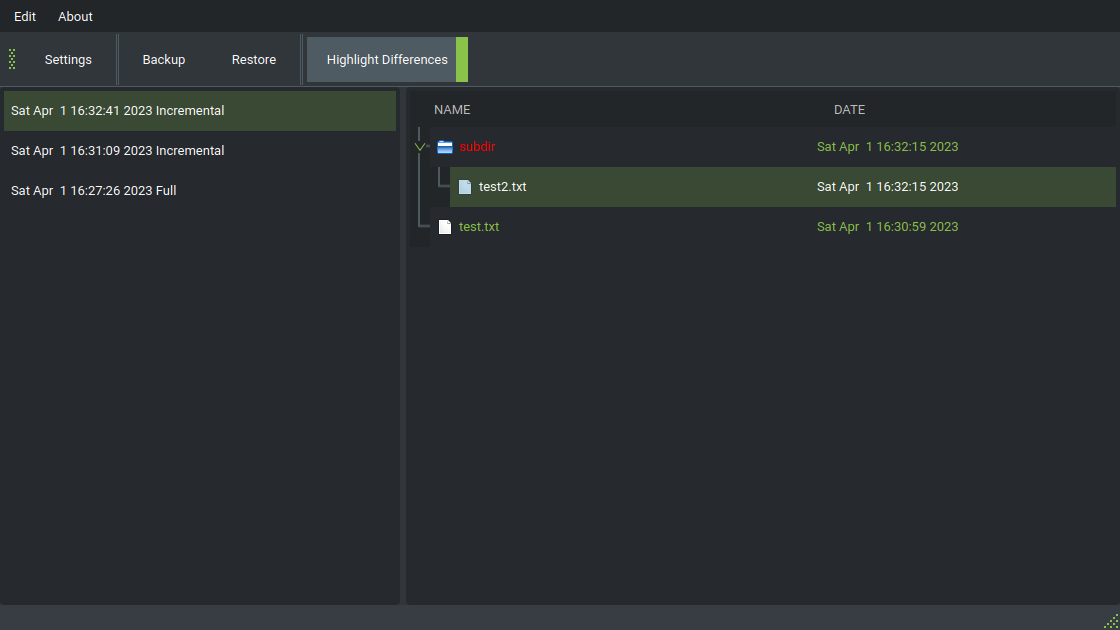 Edit About
Settings Backup Restore Highlight Differences
Sat Apr  1 16:32:41 2023 Incremental
Sat Apr  1 16:31:09 2023 Incremental
Sat Apr  1 16:27:26 2023 Full
NAME DATE
subdir Sat Apr  1 16:32:15 2023
test2.txt Sat Apr  1 16:32:15 2023
test.txt Sat Apr  1 16:30:59 2023